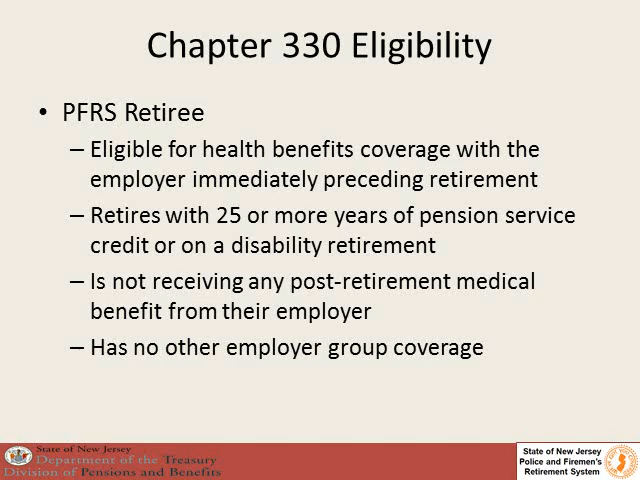 Chapter 330 Eligibility
• PFRS Retiree
– Eligible for health benefits coverage with the
employer immediately preceding retirement
– Retires with 25 or more years of pension service
credit or on a disability retirement
– Is not receiving any post-retirement medical
benefit from their employer
– Has no other employer group coverage
State of New Jersey
Department of the Treasury
Division of Pensions and Benefits
State of New Jersey
Police and Firemen's
Retirement System